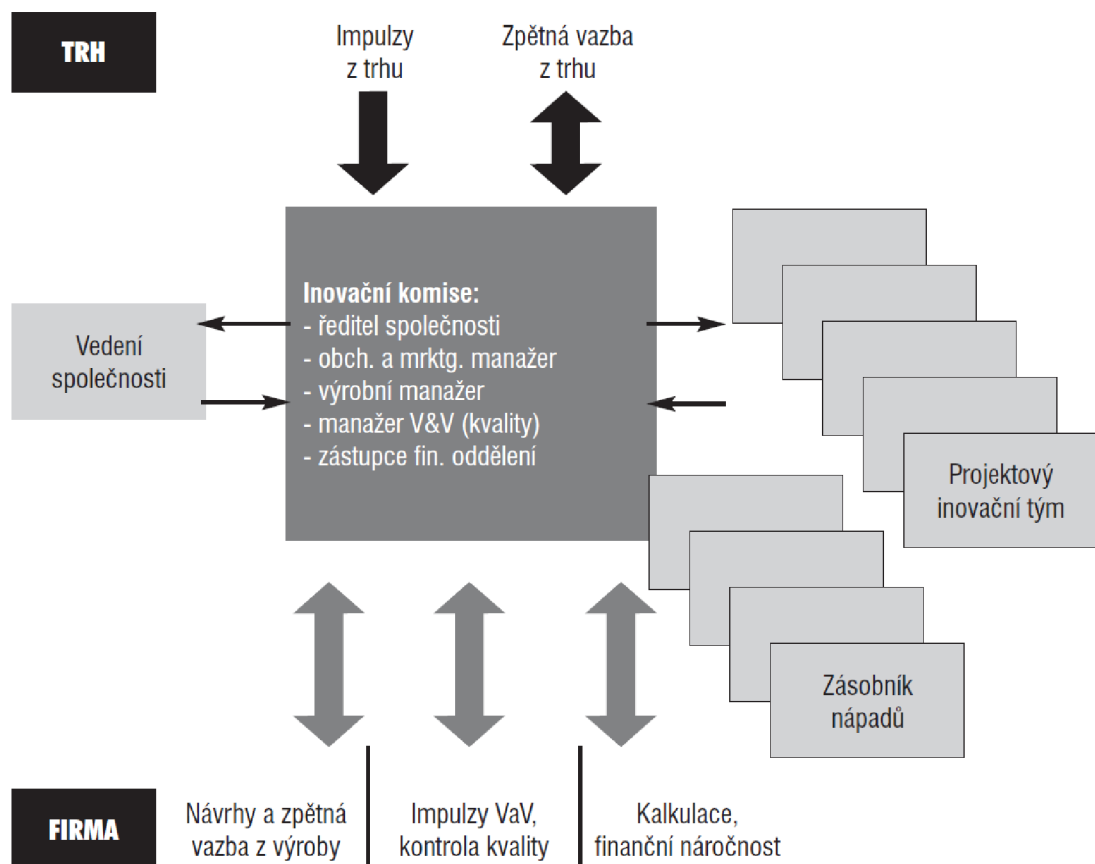 TRH
Impulzy
z trhu
Zpětná vazba
z trhu
Inovační komise:
- ředitel společnosti
- obch. a mrktg. manažer
- výrobní manažer
- manažer V&V (kvality)
- zástupce fin. oddělení
Vedení
společnosti
Projektový
inovační tým
Zásobník
nápadů
FIRMA
Návrhy a zpětná
vazba z výroby
Impulzy VaV,
kontrola kvality
Kalkulace,
finanční náročnost